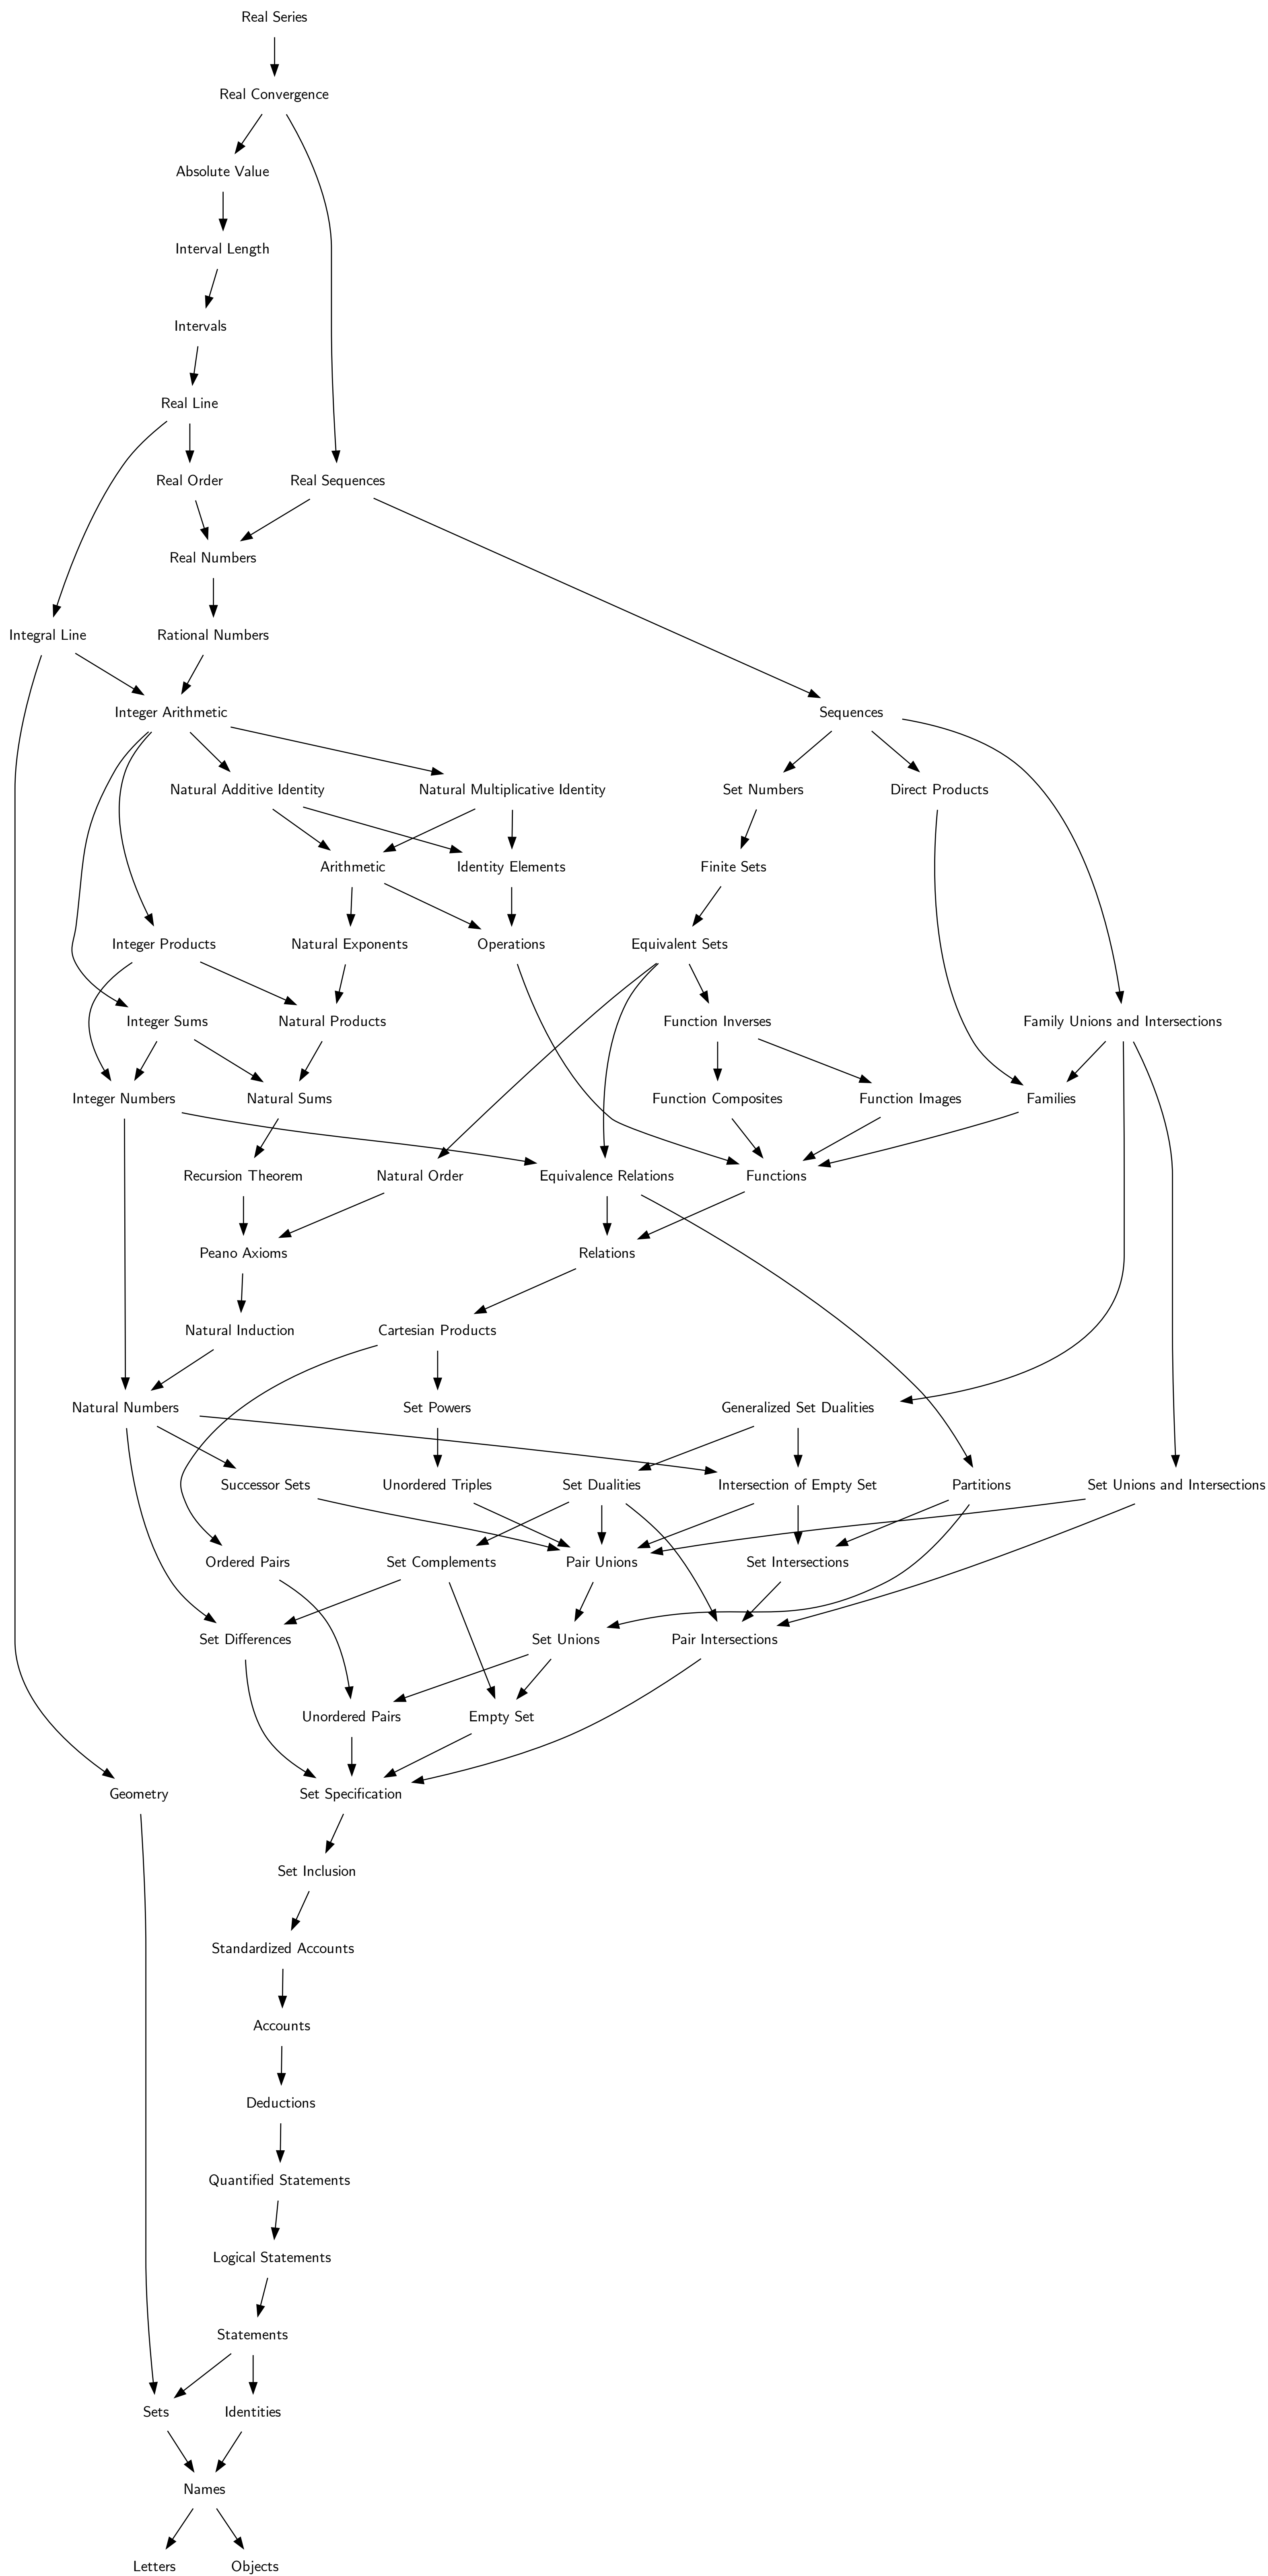 Real Series
Real Convergence
Absolute Value
Interval Length
Intervals
Real Line
Real Order
Real Sequences
Real Numbers
Integral Line
Rational Numbers
Integer Arithmetic
Sequences
Natural Additive Identity
Natural Multiplicative Identity
Set Numbers
Direct Products
Arithmetic
Identity Elements
Finite Sets
Integer Products
Natural Exponents
Operations
Equivalent Sets
Integer Sums
Natural Products
Function Inverses
Family Unions and Intersections
Integer Numbers
Natural Sums
Function Composites
Function Images
Families
Recursion Theorem
Natural Order
Equivalence Relations
Functions
Peano Axioms
Relations
Natural Induction
Cartesian Products
Natural Numbers
Set Powers
Generalized Set Dualities
Successor Sets
Unordered Triples
Set Dualities
Intersection of Empty Set
Partitions
Set Unions and Intersections
Ordered Pairs
Set Complements
Pair Unions
Set Intersections
Set Differences
Set Unions
Pair Intersections
Unordered Pairs
Empty Set
Geometry
Set Specification
Set Inclusion
Standardized Accounts
Accounts
Deductions
Quantified Statements
Logical Statements
Statements
Sets
Identities
Names
Letters
Objects